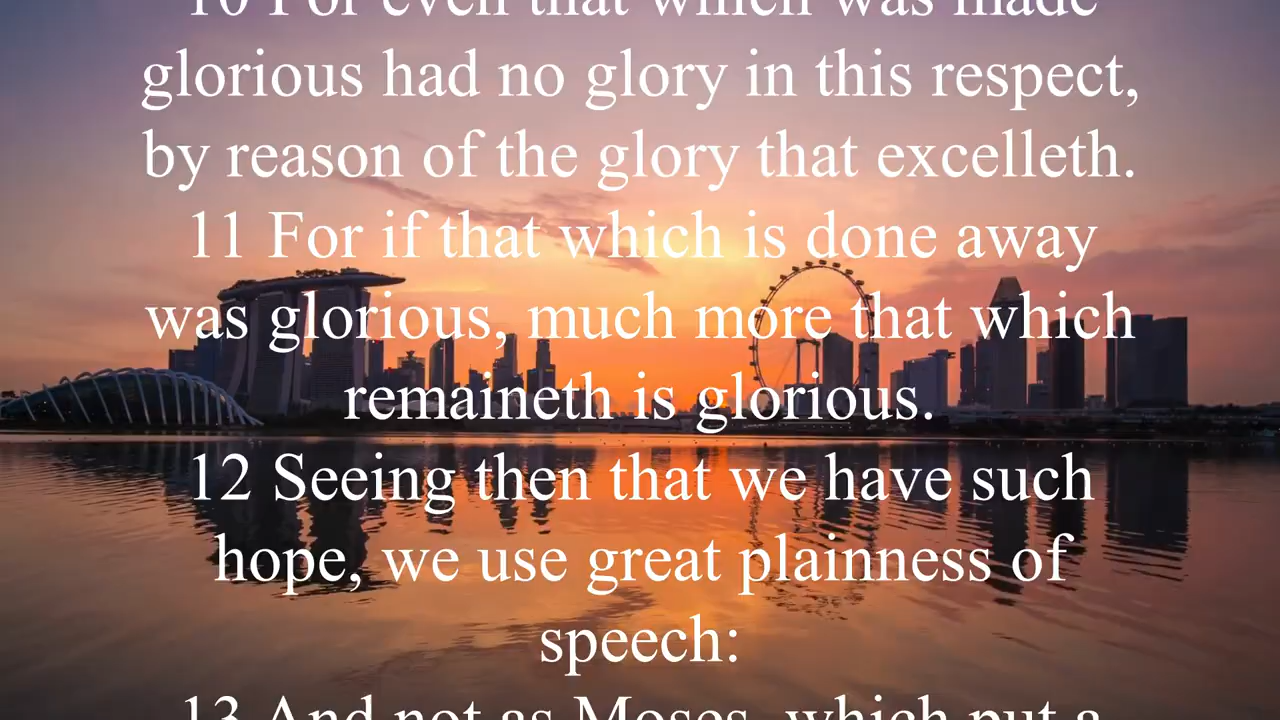 10 For even that which was made
glorious had no glory in this respect,
by reason of the glory that excelleth.
11 For if that which is done away
was glorious, much more that which
remaineth is glorious.
12 Seeing then that we have such
hope, we use great plainness of
speech:
13 And not as Moses, which put a